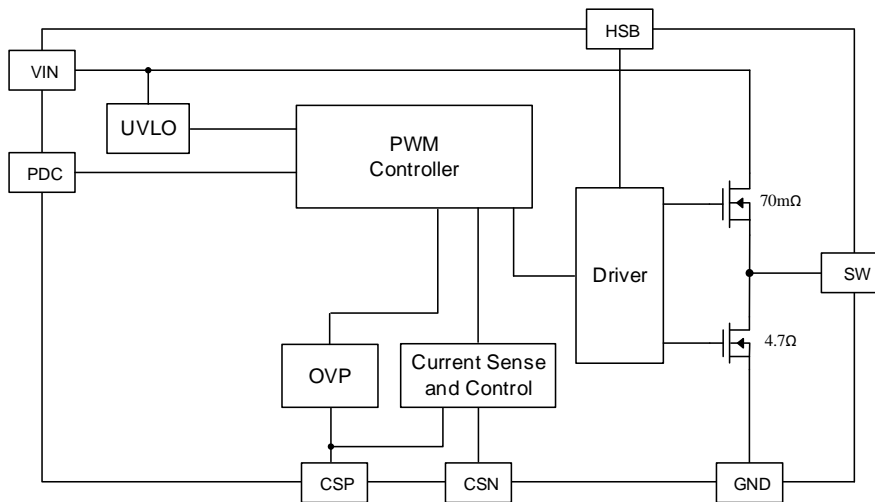 HSB
VIN
UVLO
PWM
Controller
PDC
70mΩ
Driver
SW
4.7Ω
OVP
Current Sense
and Control
CSP
CSN
GND